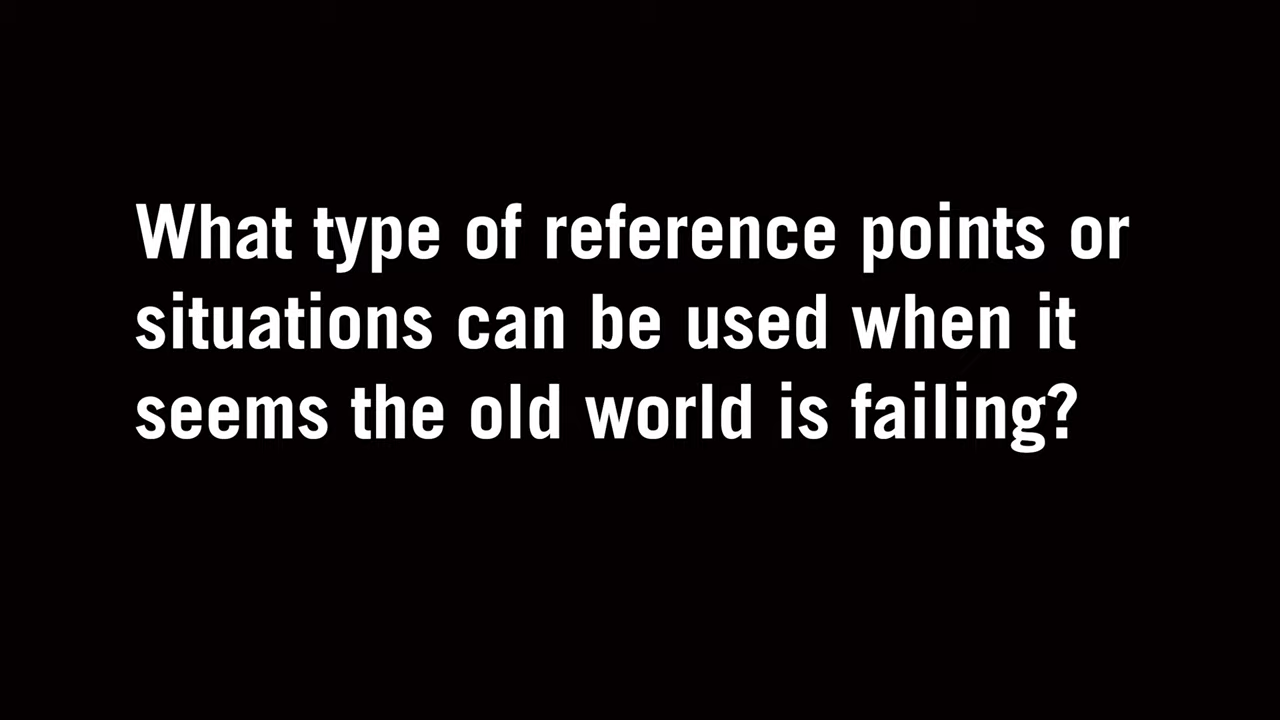 What type of reference points or
situations can be used when it
seems the old world is failing?